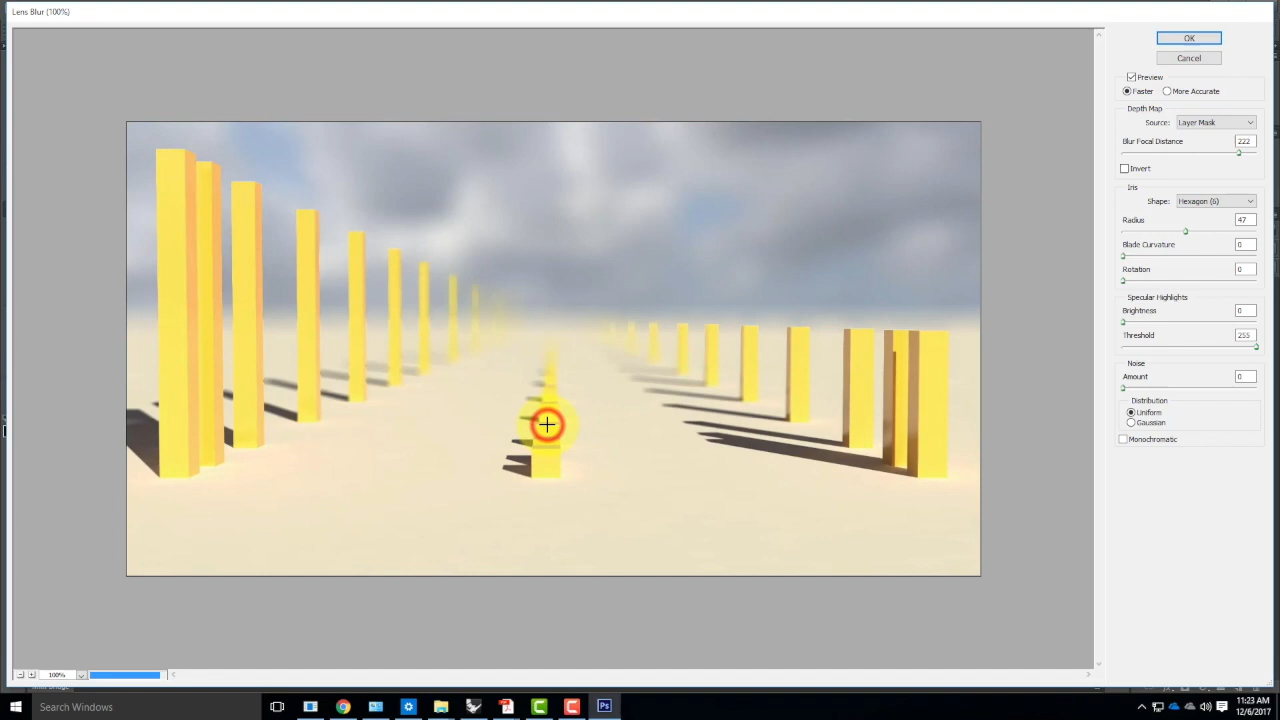 Lens Blur (100%)
OK
Cancel
Preview
Faster More Accurate
Depth Map
Source: Layer Mask
Blur Focal Distance 222
Invert
Iris
Shape: Hexagon (6)
Radius 47
Blade Curvature 0
Rotation 0
Specular Highlights
Brightness 0
Threshold 255
Noise
Amount 0
Distribution
Uniform
Gaussian
Monochromatic
100%
Search Windows
Ps
11:23 AM
12/6/2017